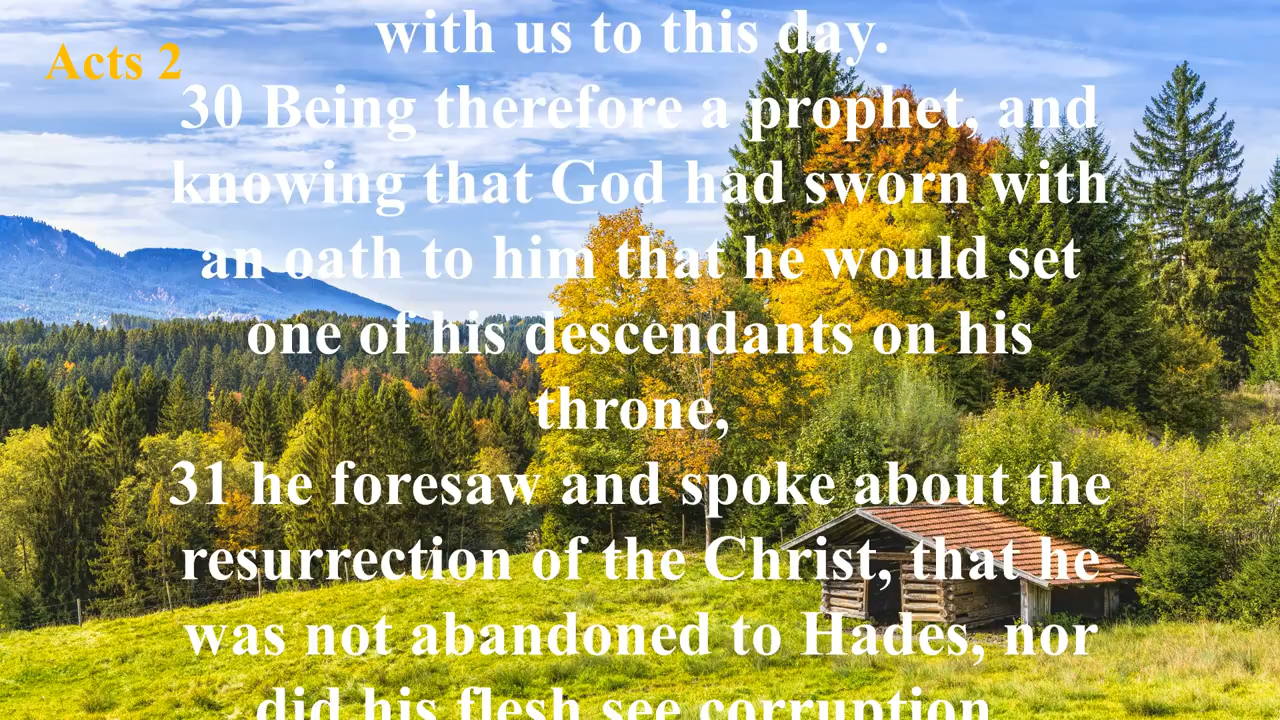 with us to this day.
Acts 2
30 Being therefore a prophet, and
knowing that God had sworn with
an oath to him that he would set
one of his descendants on his
throne,
31 he foresaw and spoke about the
resurrection of the Christ, that he
was not abandoned to Hades, nor
did his flesh see corruption.